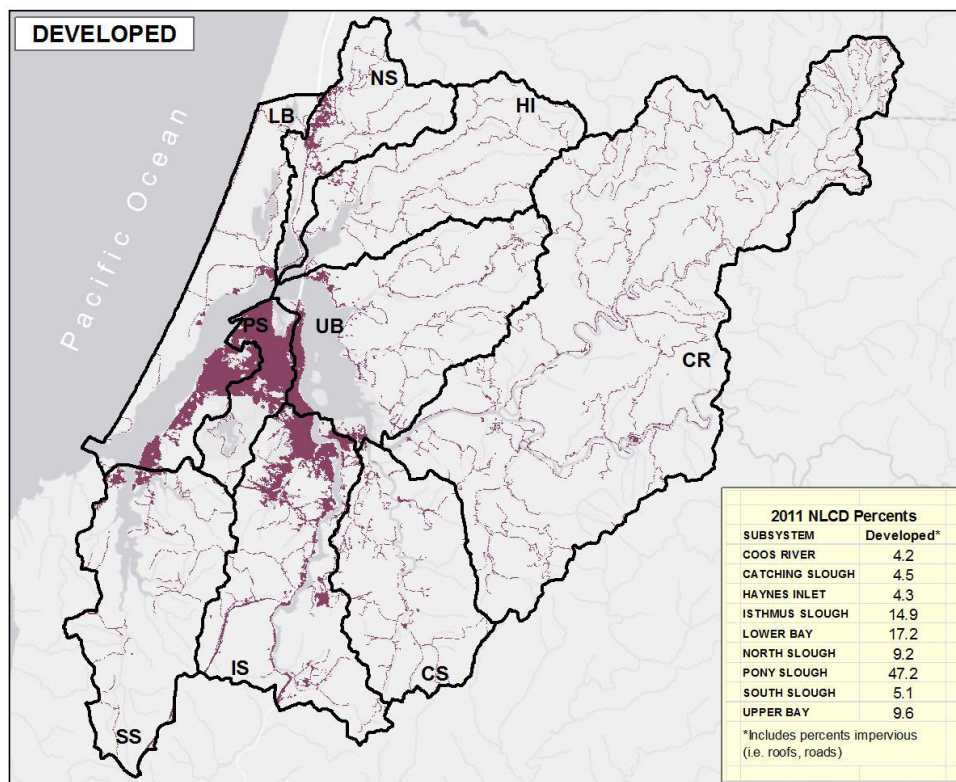 DEVELOPED
NS
HI
LB
Pacific Ocean
PS
UB
CR
IS
CS
SS
2011 NLCD Percents
SUBSYSTEM Developed*
COOS RIVER 4.2
CATCHING SLOUGH 4.5
HAYNES INLET 4.3
ISTHMUS SLOUGH 14.9
LOWER BAY 17.2
NORTH SLOUGH 9.2
PONY SLOUGH 47.2
SOUTH SLOUGH 5.1
UPPER BAY 9.6
*Includes percents impervious
(i.e. roofs, roads)